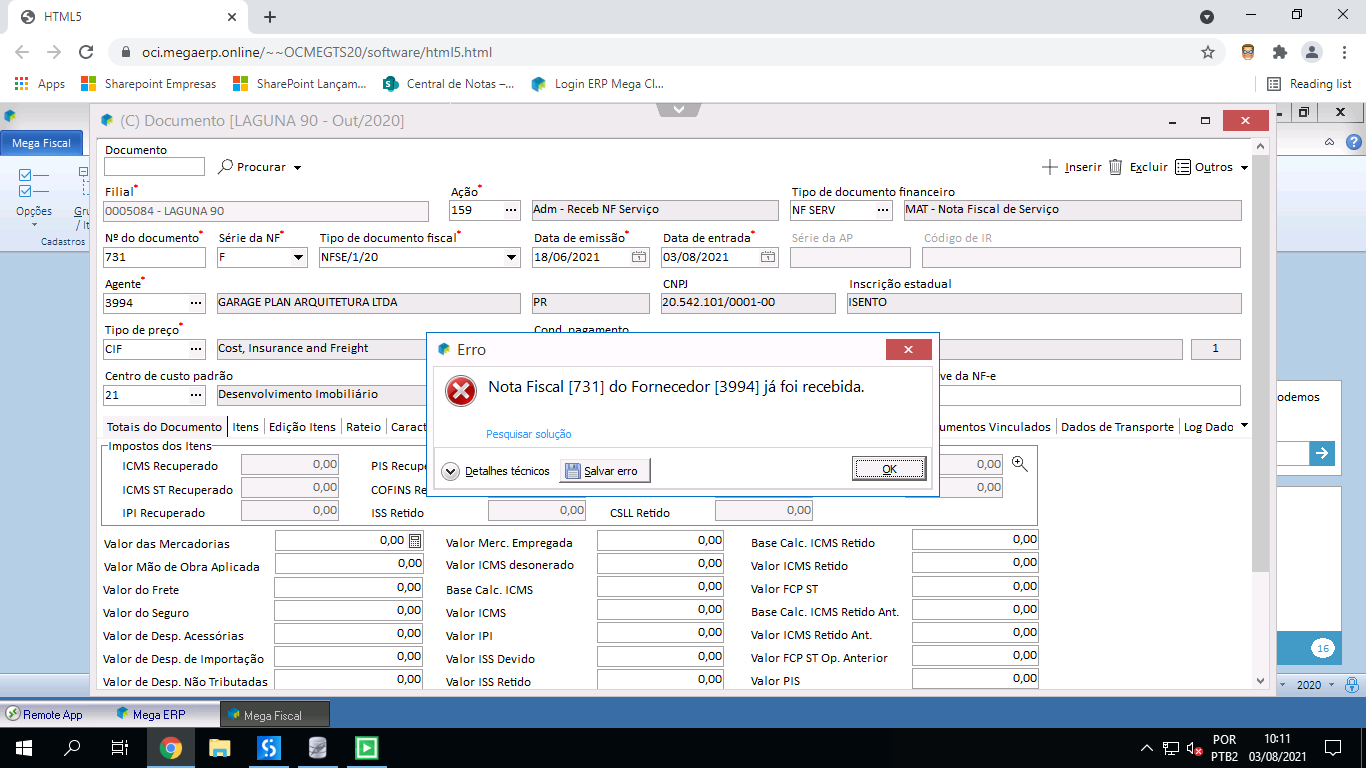 HTML5
oci.megaerp.online/~~OCMEGTS20/software/html5.html
Apps Sharepoint Empresas SharePoint Lançam... Central de Notas –... Login ERP Mega Cl... Reading list
(C) Documento [LAGUNA 90 - Out/2020]
Mega Fiscal
Opções
Gru
/ It
Cadastros
Documento
Procurar Inserir Excluir Outros
Filial* Ação* Tipo de documento financeiro
0005084 - LAGUNA 90 159 ... Adm - Receb NF Serviço NF SERV ... MAT - Nota Fiscal de Serviço
Nº do documento* Série da NF* Tipo de documento fiscal* Data de emissão* Data de entrada* Série da AP Código de IR
731 F NFSE/1/20 18/06/2021 03/08/2021
Agente* CNPJ Inscrição estadual
3994 ... GARAGE PLAN ARQUITETURA LTDA PR 20.542.101/0001-00 ISENTO
Tipo de preço* Cond. pagamento
CIF ... Cost, Insurance and Freight 1
Centro de custo padrão ve da NF-e
21 ... Desenvolvimento Imobiliário
Erro
Nota Fiscal [731] do Fornecedor [3994] já foi recebida.
Pesquisar solução
Detalhes técnicos Salvar erro OK
odemos
Totais do Documento Itens Edição Itens Rateio Caract umentos Vinculados Dados de Transporte Log Dado
Impostos dos Itens
ICMS Recuperado 0,00 PIS Recupe 0,00
ICMS ST Recuperado 0,00 COFINS Re 0,00
IPI Recuperado 0,00 ISS Retido 0,00 CSLL Retido 0,00
Valor das Mercadorias 0,00 Valor Merc. Empregada 0,00 Base Calc. ICMS Retido 0,00
Valor Mão de Obra Aplicada 0,00 Valor ICMS desonerado 0,00 Valor ICMS Retido 0,00
Valor do Frete 0,00 Base Calc. ICMS 0,00 Valor FCP ST 0,00
Valor do Seguro 0,00 Valor ICMS 0,00 Base Calc. ICMS Retido Ant. 0,00
Valor de Desp. Acessórias 0,00 Valor IPI 0,00 Valor ICMS Retido Ant. 0,00
Valor de Desp. de Importação 0,00 Valor ISS Devido 0,00 Valor FCP ST Op. Anterior 0,00
Valor de Desp. Não Tributadas 0,00 Valor ISS Retido 0,00 Valor PIS 0,00
16
2020
Remote App Mega ERP Mega Fiscal
POR 10:11
PTB2 03/08/2021